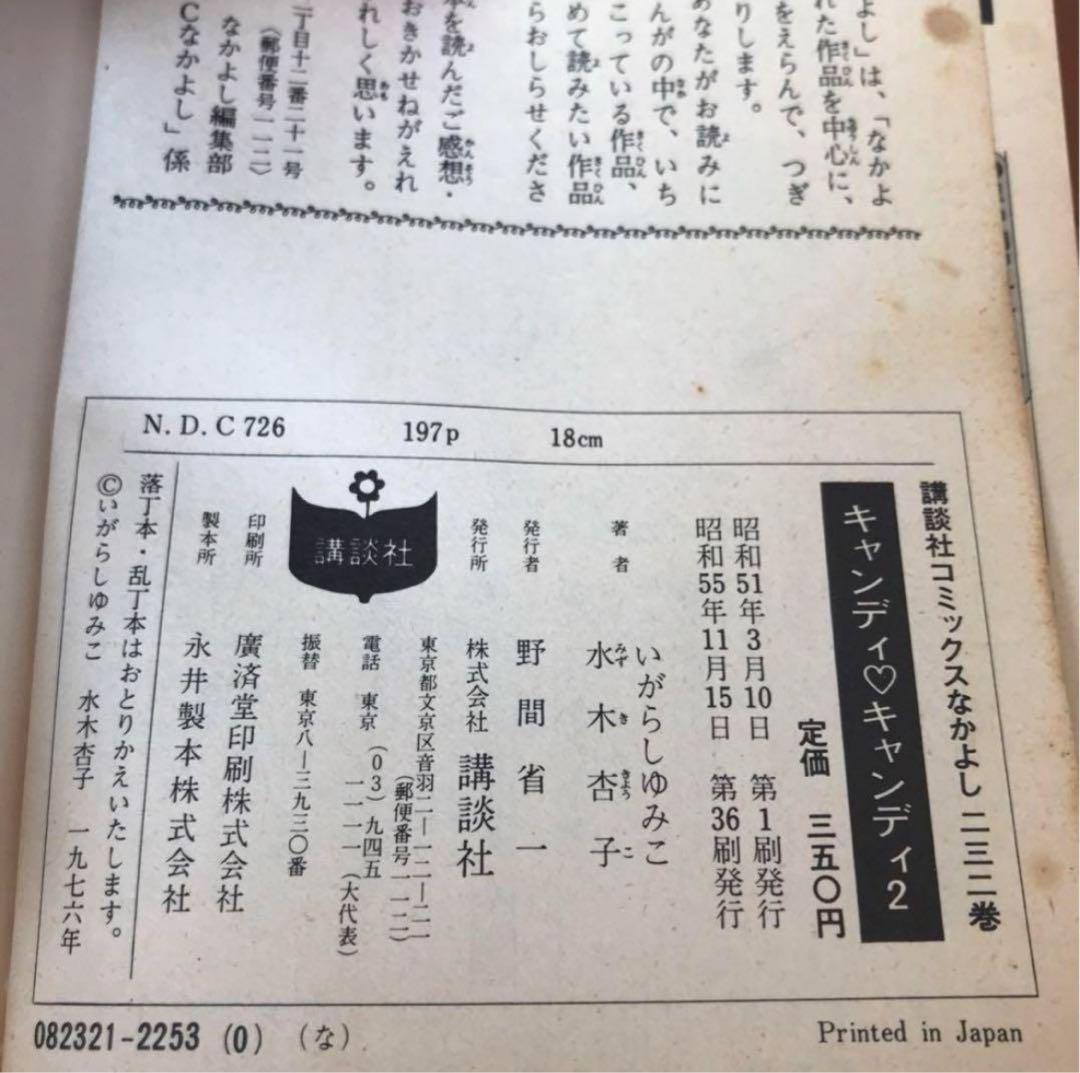 よし」は、「なかよ
れた作品を中心に、
をえらんで、つぎ
りします。
あなたがお読みに
んがの中で、いち
こっている作品、
めて読みたい作品
らおしらせくださ
本を読んだご感想・
おきかせねがえれ
れしく思います。
二丁目十二番二十一号
(郵便番号一一二)
なかよし編集部
Cなかよし」係
N. D. C 726 197p 18cm
講談社コミックスなかよし 二三二巻
キャンディ♡キャンディ2
定価 三五〇円
昭和51年3月10日 第1刷発行
昭和55年11月15日 第36刷発行
著者 いがらしゆみこ
水木杏子
発行者 野間省一
発行所 株式会社 講談社
東京都文京区音羽二―一二―二一
(郵便番号一一二)
電話 東京 (03)九四五
一一一一(大代表)
振替 東京八―三九三〇番
講談社
印刷所 廣済堂印刷株式会社
製本所 永井製本株式会社
落丁本・乱丁本はおとりかえいたします。
©いがらしゆみこ 水木杏子 一九七六年
082321-2253 (0) (な)
Printed in Japan